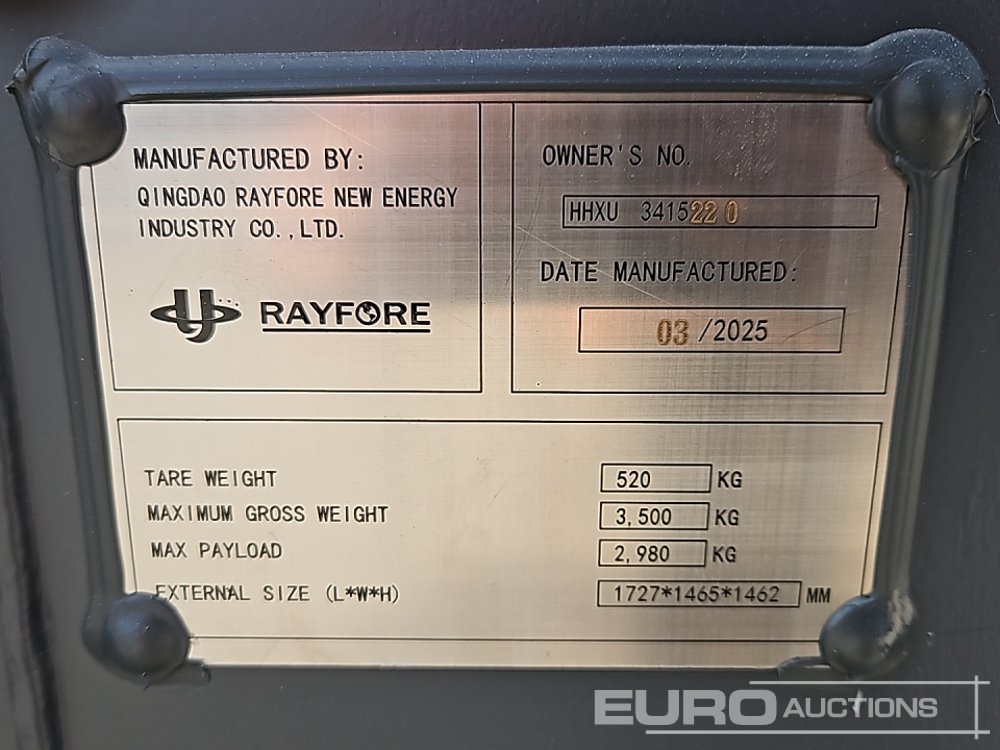 MANUFACTURED BY:
QINGDAO RAYFORE NEW ENERGY
INDUSTRY CO.,LTD.
RAYFORE
OWNER'S NO.
HHXU 3415220
DATE MANUFACTURED:
03/2025
TARE WEIGHT 520 KG
MAXIMUM GROSS WEIGHT 3,500 KG
MAX PAYLOAD 2,980 KG
EXTERNAL SIZE (L*W*H) 1727*1465*1462 MM
EURO AUCTIONS